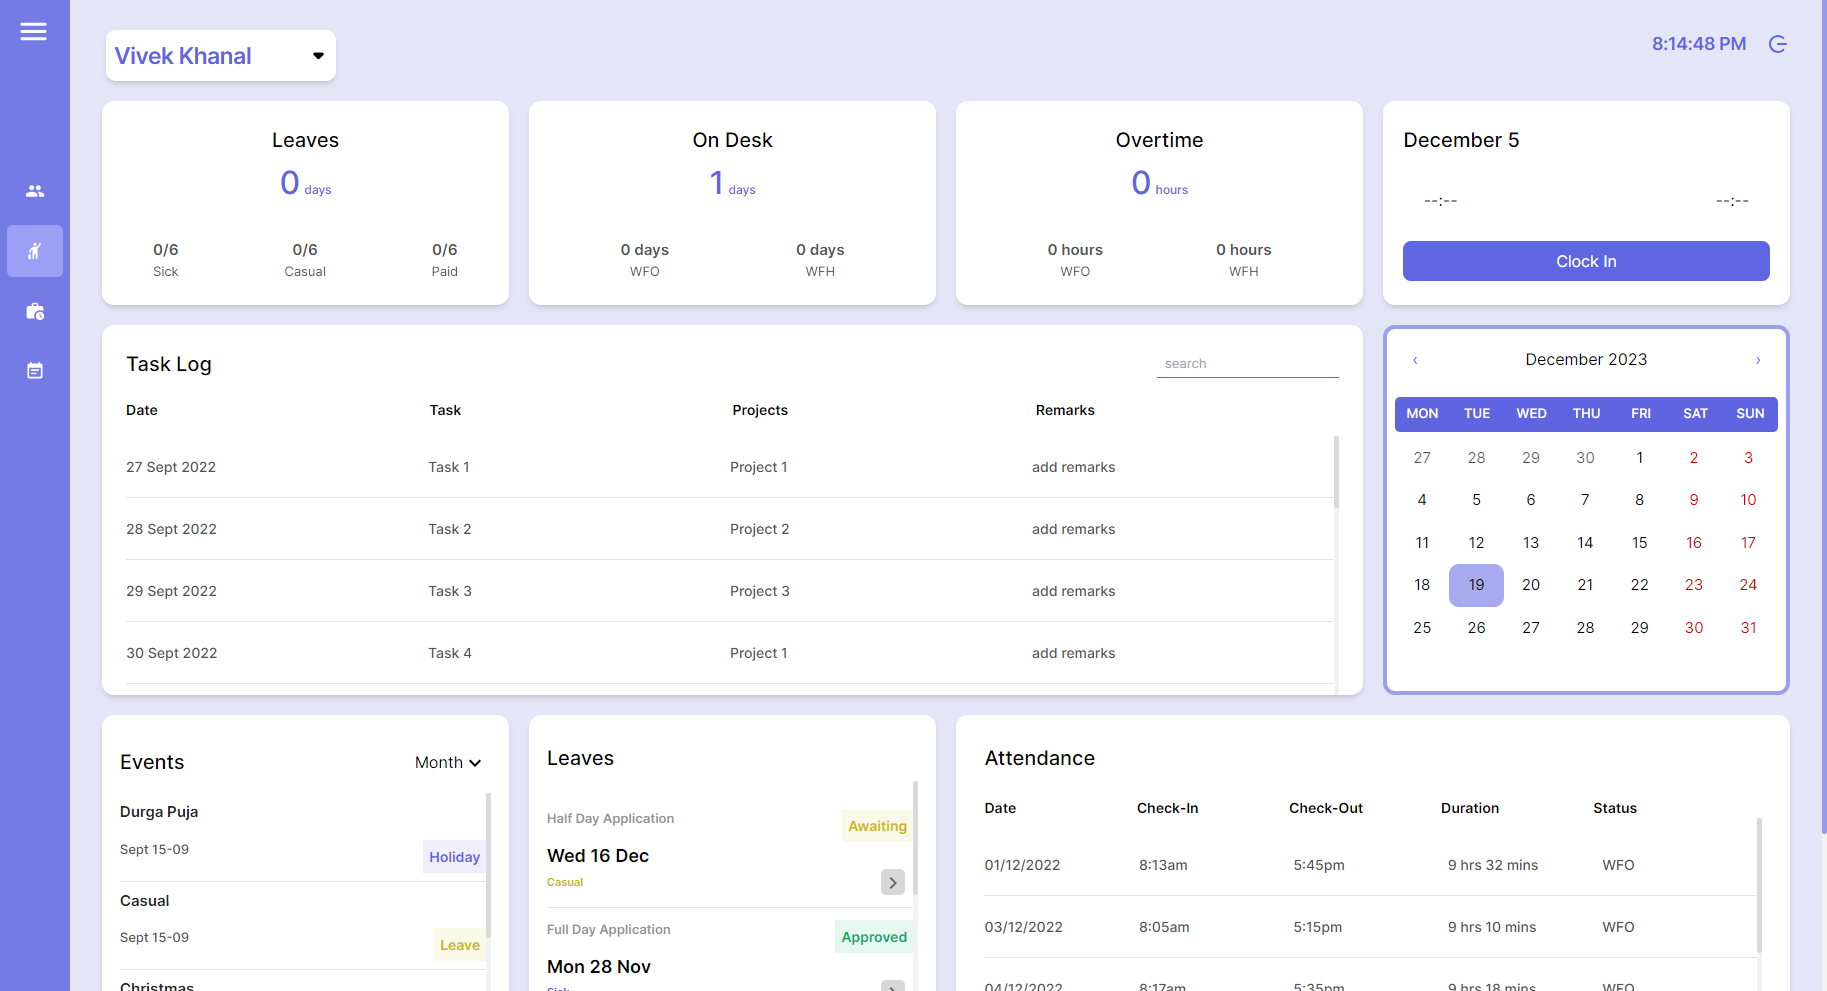 Vivek Khanal
8:14:48 PM
Leaves
0 days
0/6 0/6 0/6
Sick Casual Paid
On Desk
1 days
0 days 0 days
WFO WFH
Overtime
0 hours
0 hours 0 hours
WFO WFH
December 5
--:-- --:--
Clock In
Task Log
search
Date Task Projects Remarks
27 Sept 2022 Task 1 Project 1 add remarks
28 Sept 2022 Task 2 Project 2 add remarks
29 Sept 2022 Task 3 Project 3 add remarks
30 Sept 2022 Task 4 Project 1 add remarks
‹ December 2023 ›
MON TUE WED THU FRI SAT SUN
27 28 29 30 1 2 3
4 5 6 7 8 9 10
11 12 13 14 15 16 17
18 19 20 21 22 23 24
25 26 27 28 29 30 31
Events
Month
Durga Puja
Sept 15-09
Holiday
Casual
Sept 15-09
Leave
Christmas
Leaves
Half Day Application
Awaiting
Wed 16 Dec
Casual
Full Day Application
Approved
Mon 28 Nov
Sick
Attendance
Date Check-In Check-Out Duration Status
01/12/2022 8:13am 5:45pm 9 hrs 32 mins WFO
03/12/2022 8:05am 5:15pm 9 hrs 10 mins WFO
04/12/2022 8:17am 5:35pm 9 hrs 18 mins WFO